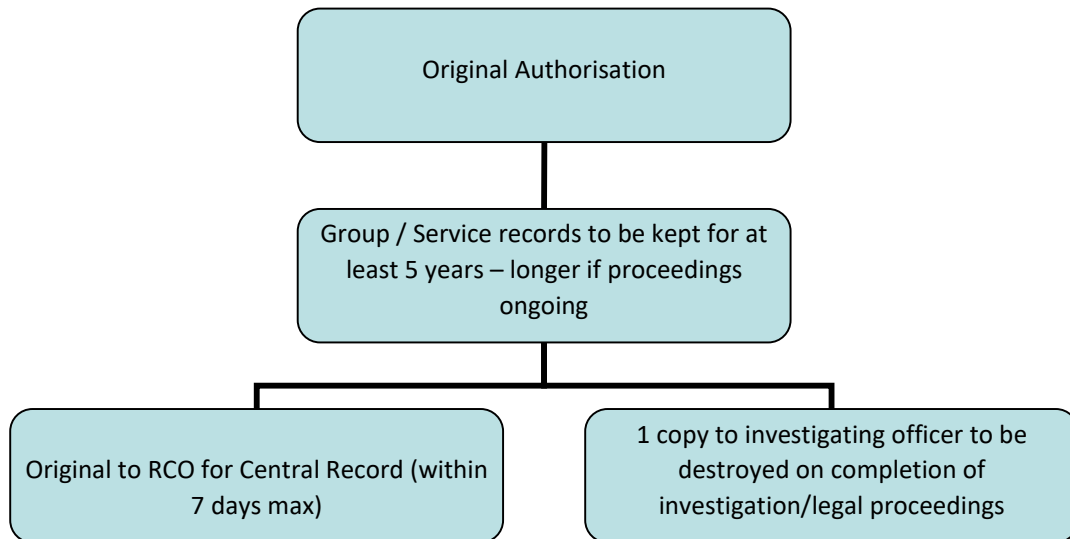 Original Authorisation
Group / Service records to be kept for at
least 5 years – longer if proceedings
ongoing
Original to RCO for Central Record (within
7 days max)
1 copy to investigating officer to be
destroyed on completion of
investigation/legal proceedings